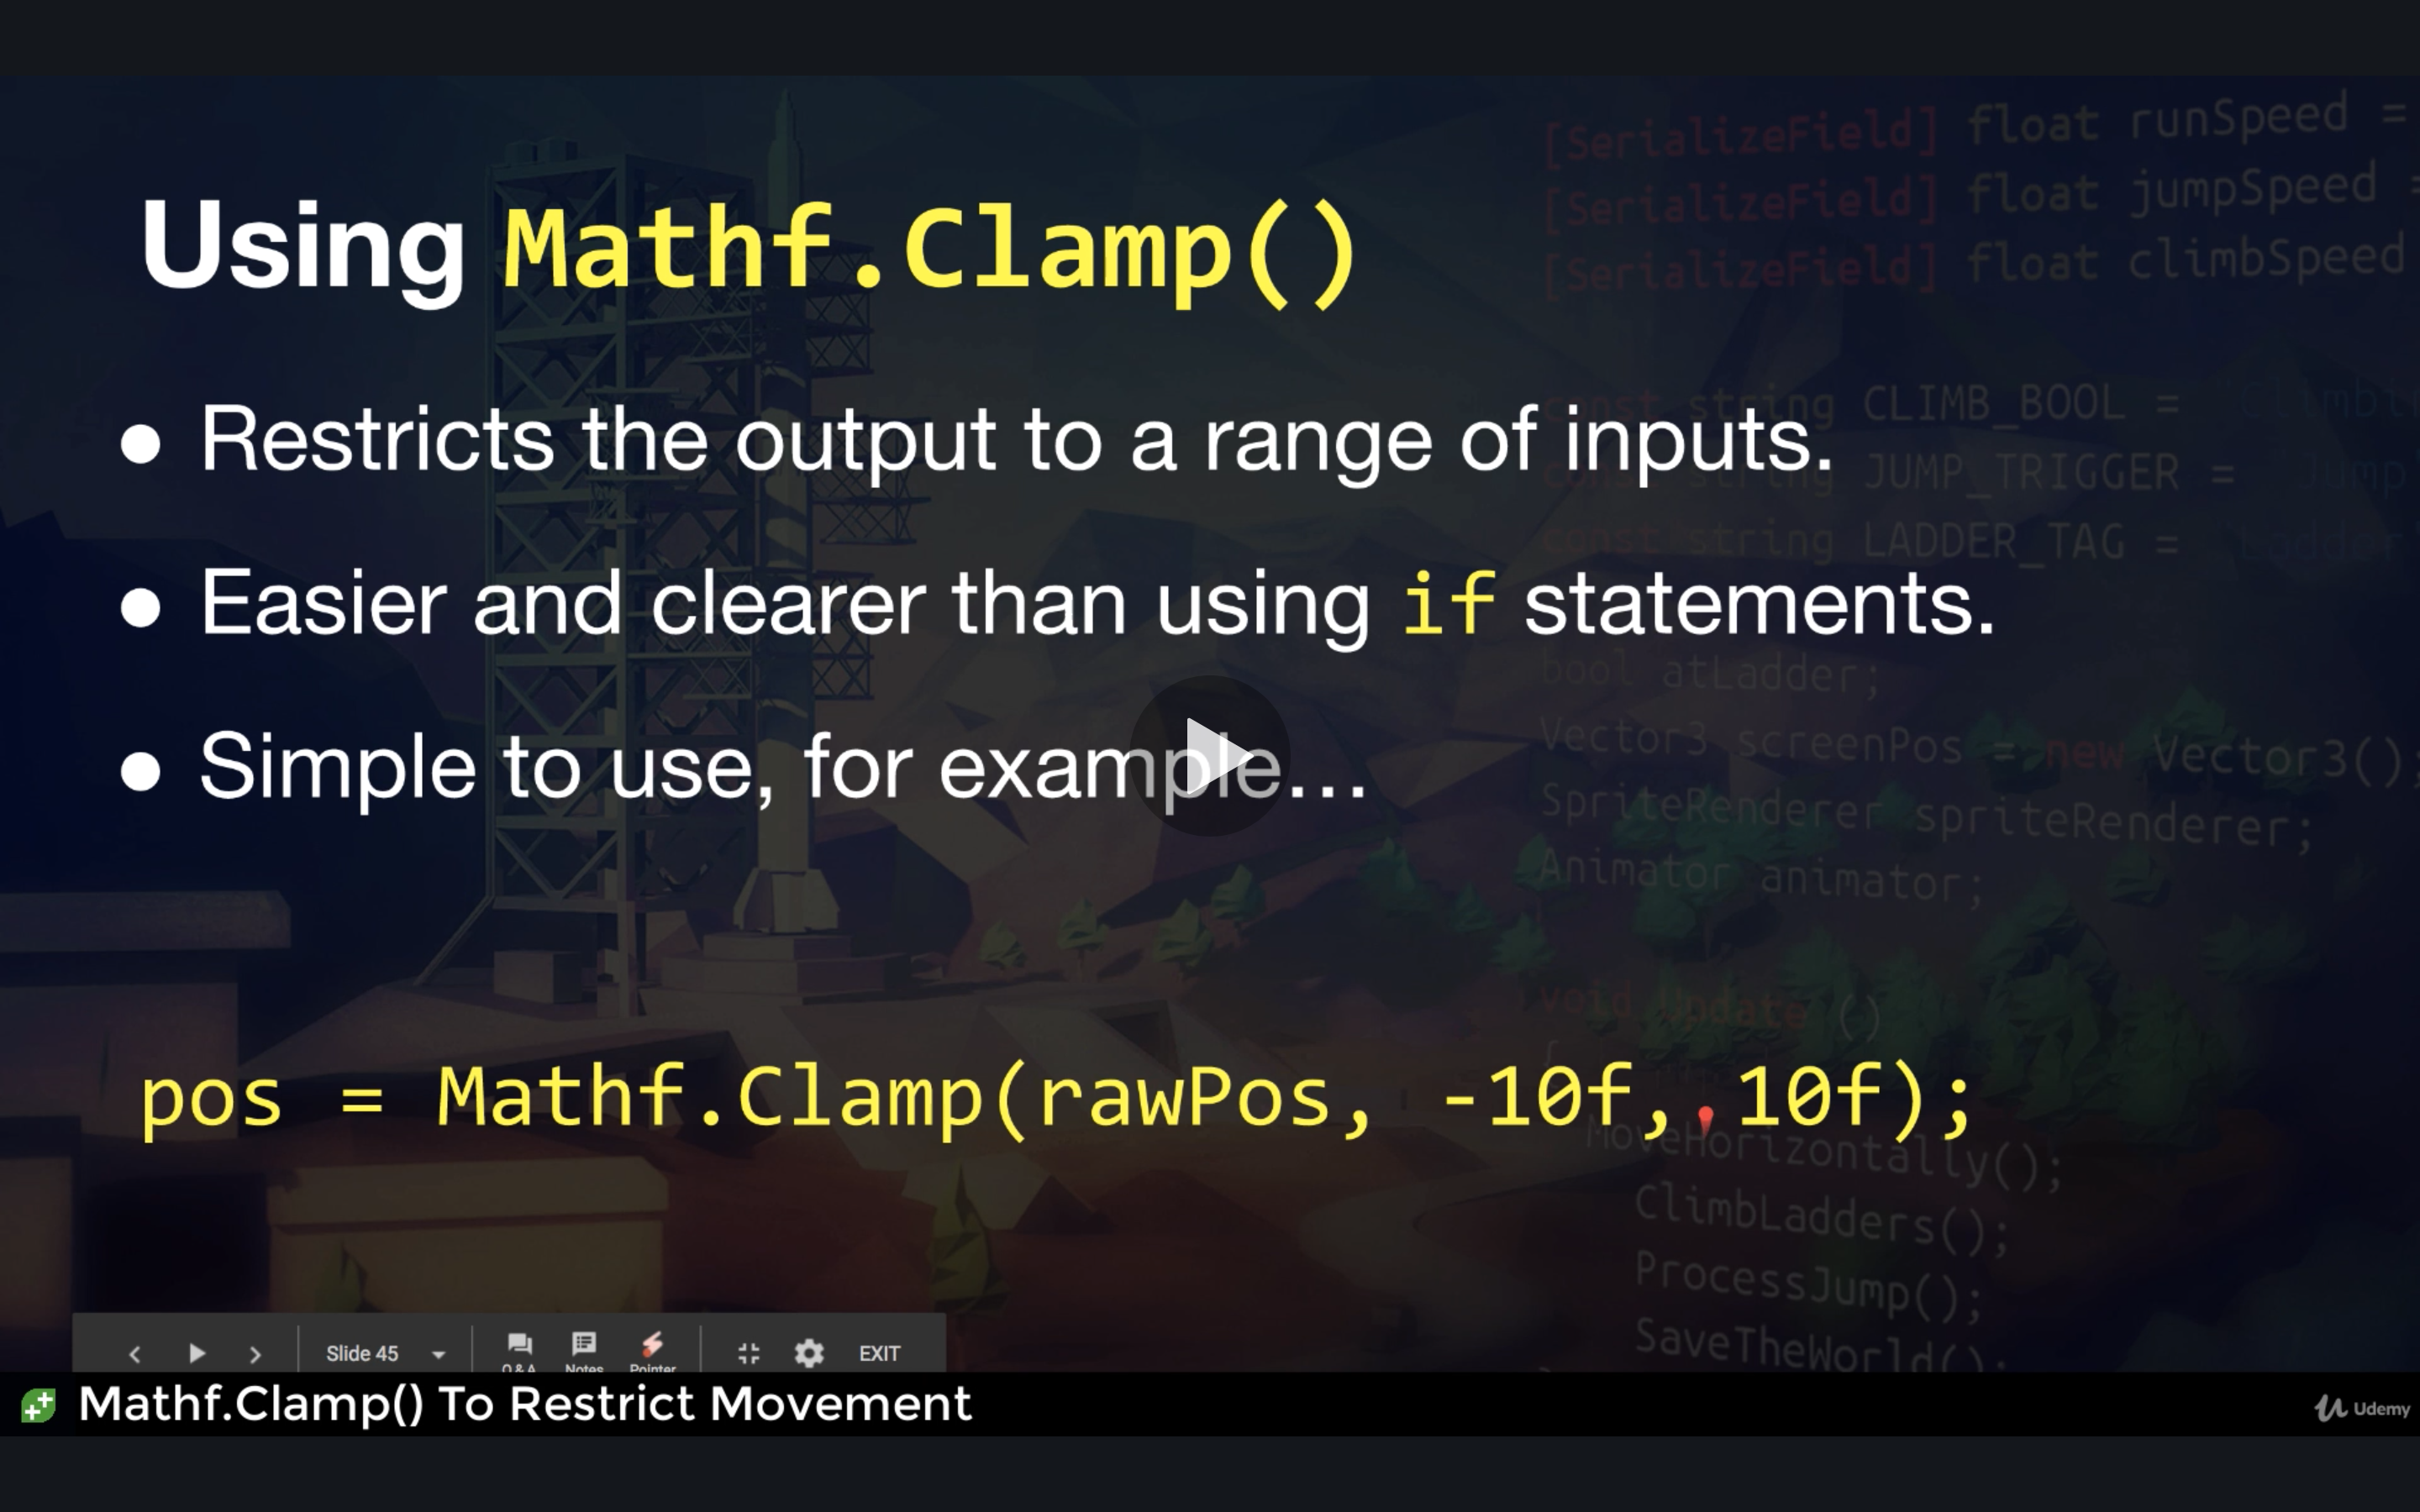 [SerializeField] float runSpeed =
[SerializeField] float jumpSpeed =
[SerializeField] float climbSpeed
Using Mathf.Clamp()
const string CLIMB_BOOL =
● Restricts the output to a range of inputs.
const string JUMP_TRIGGER = Jump
const string LADDER_TAG = Ladder
● Easier and clearer than using if statements.
bool atLadder;
Vector3 screenPos = new Vector3();
● Simple to use, for example...
SpriteRenderer spriteRenderer;
Animator animator;
void Update ()
{
pos = Mathf.Clamp(rawPos, -10f, 10f);
MoveHorizontally();
ClimbLadders();
ProcessJump();
SaveTheWorld();
Slide 45 Q & A Notes Pointer EXIT
Mathf.Clamp() To Restrict Movement
Udemy